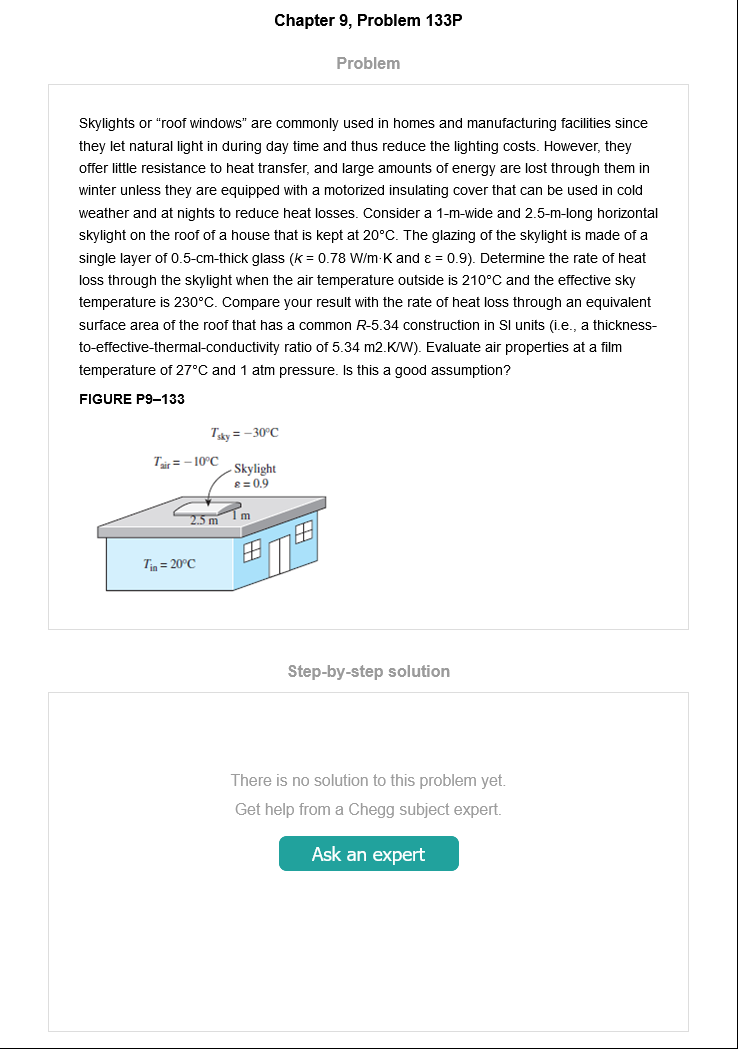 Chapter 9, Problem 133P
Problem
Skylights or “roof windows” are commonly used in homes and manufacturing facilities since
they let natural light in during day time and thus reduce the lighting costs. However, they
offer little resistance to heat transfer, and large amounts of energy are lost through them in
winter unless they are equipped with a motorized insulating cover that can be used in cold
weather and at nights to reduce heat losses. Consider a 1-m-wide and 2.5-m-long horizontal
skylight on the roof of a house that is kept at 20°C. The glazing of the skylight is made of a
single layer of 0.5-cm-thick glass (k = 0.78 W/m·K and ε = 0.9). Determine the rate of heat
loss through the skylight when the air temperature outside is 210°C and the effective sky
temperature is 230°C. Compare your result with the rate of heat loss through an equivalent
surface area of the roof that has a common R-5.34 construction in SI units (i.e., a thickness-
to-effective-thermal-conductivity ratio of 5.34 m2.K/W). Evaluate air properties at a film
temperature of 27°C and 1 atm pressure. Is this a good assumption?
FIGURE P9–133
Tsky = −30°C
Tair = −10°C
Skylight
ε = 0.9
2.5 m
1 m
Tin = 20°C
Step-by-step solution
There is no solution to this problem yet.
Get help from a Chegg subject expert.
Ask an expert